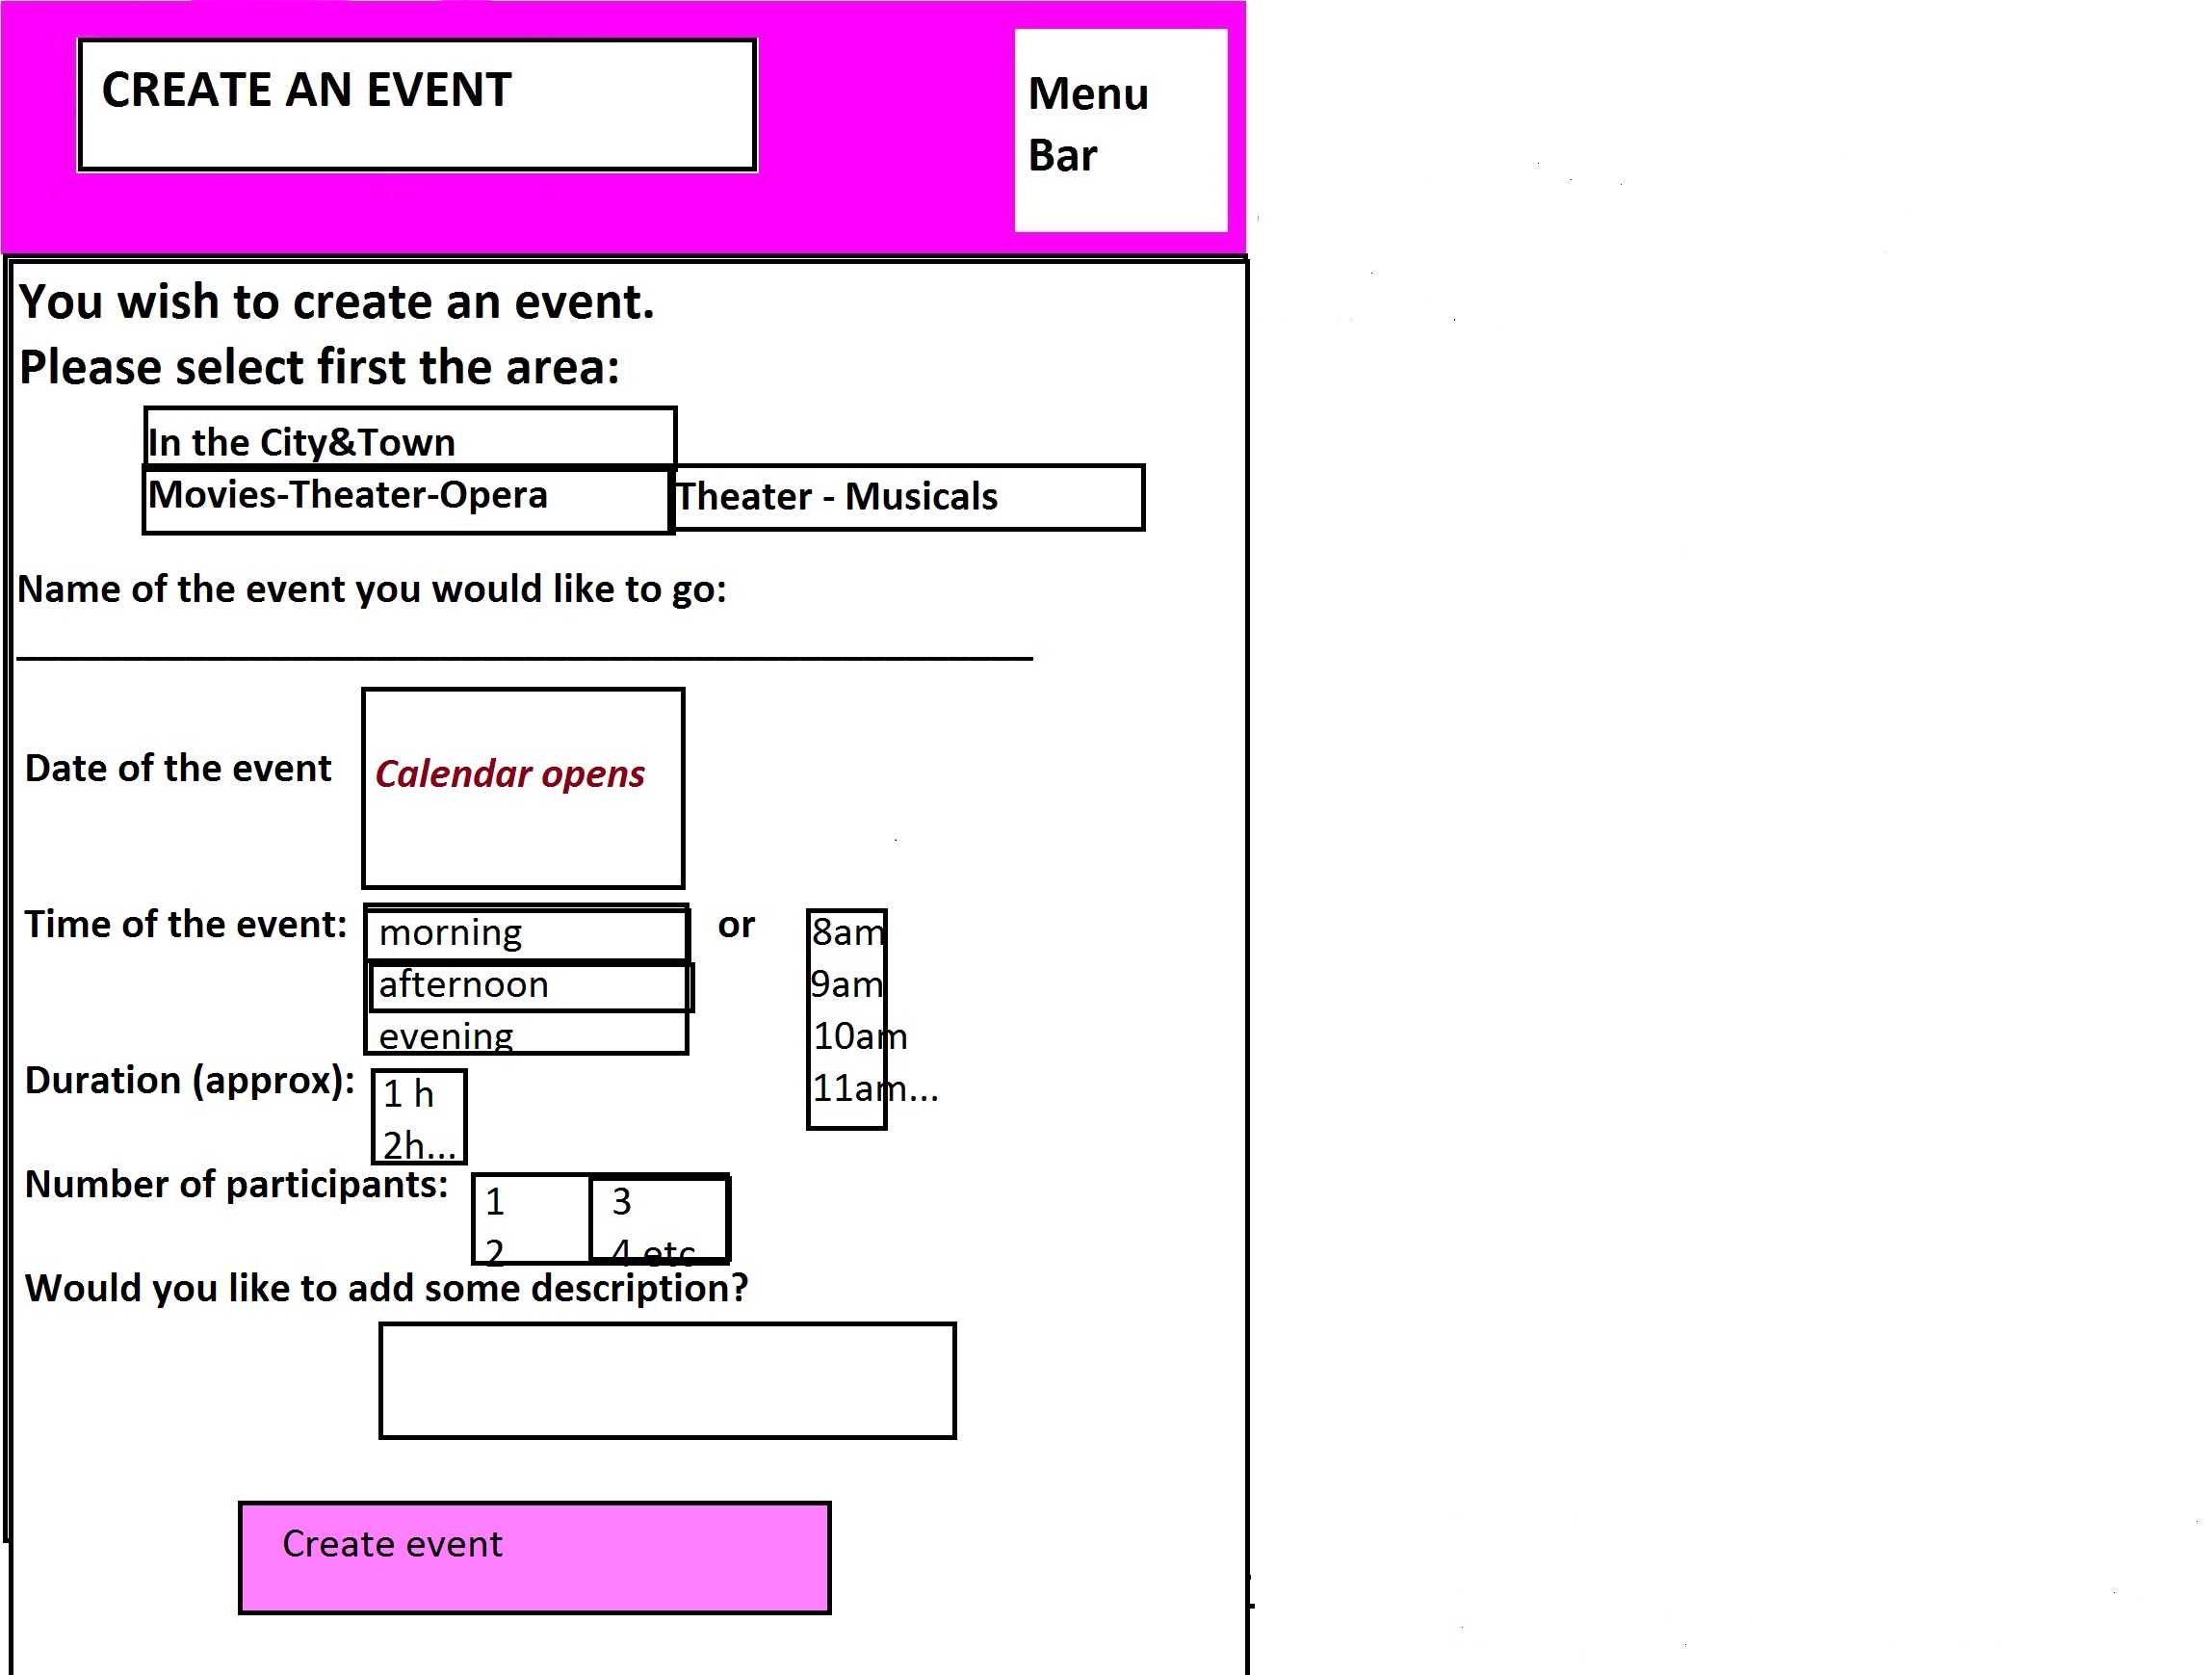 CREATE AN EVENT
Menu
Bar
You wish to create an event.
Please select first the area:
In the City&Town
Movies-Theater-Opera
Theater - Musicals
Name of the event you would like to go:
Date of the event
Calendar opens
Time of the event:
morning
afternoon
evening
or
8am
9am
10am
11am...
Duration (approx):
1 h
2h...
Number of participants:
1
2
3
4 etc
Would you like to add some description?
Create event